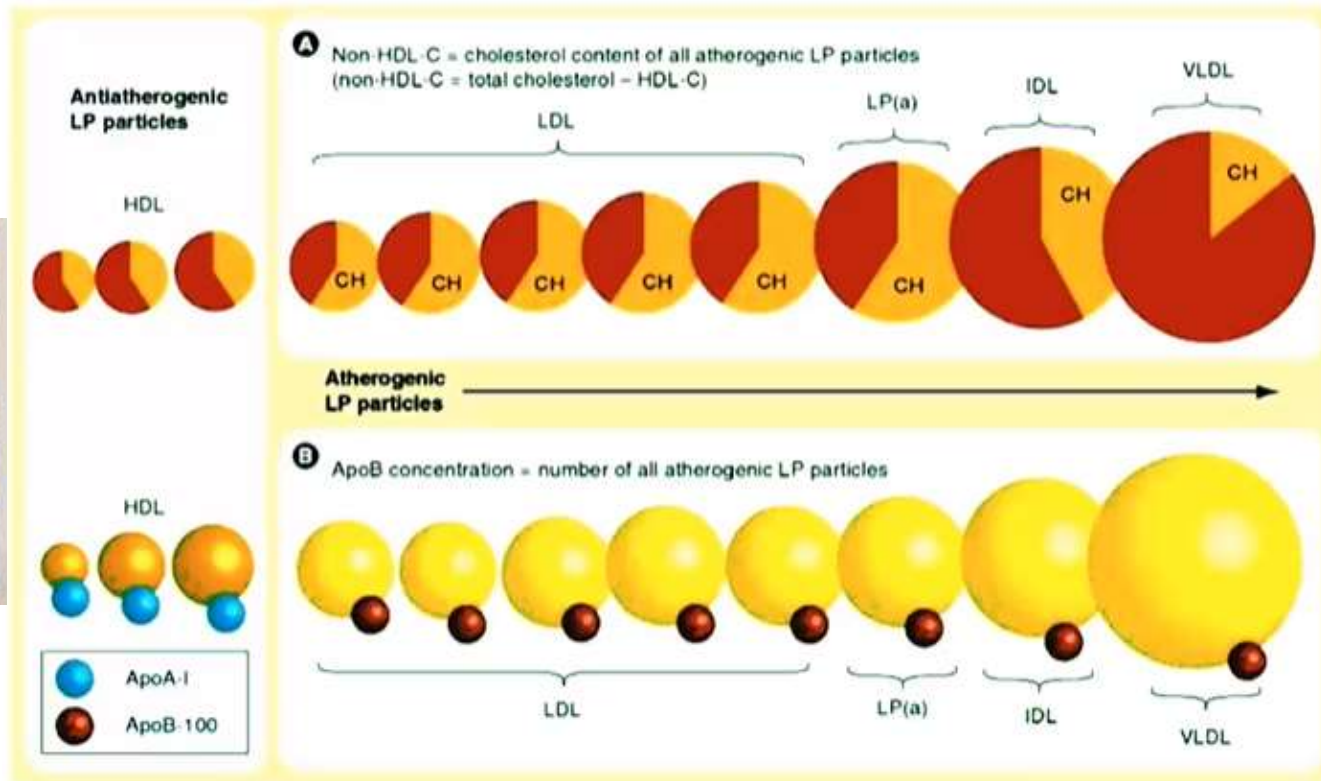 Antiatherogenic
LP particles
HDL
HDL
ApoA-I
ApoB-100
A
Non-HDL-C = cholesterol content of all atherogenic LP particles
(non-HDL-C = total cholesterol – HDL-C)
LDL
LP(a)
IDL
VLDL
CH
CH
CH
CH
CH
CH
CH
CH
Atherogenic
LP particles
B
ApoB concentration = number of all atherogenic LP particles
LDL
LP(a)
IDL
VLDL